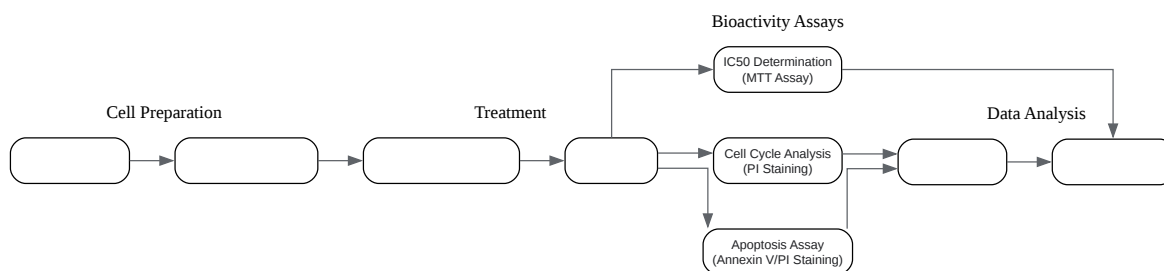 Bioactivity Assays
IC50 Determination
(MTT Assay)
Cell Preparation
Treatment
Data Analysis
Cell Cycle Analysis
(PI Staining)
Apoptosis Assay
(Annexin V/PI Staining)